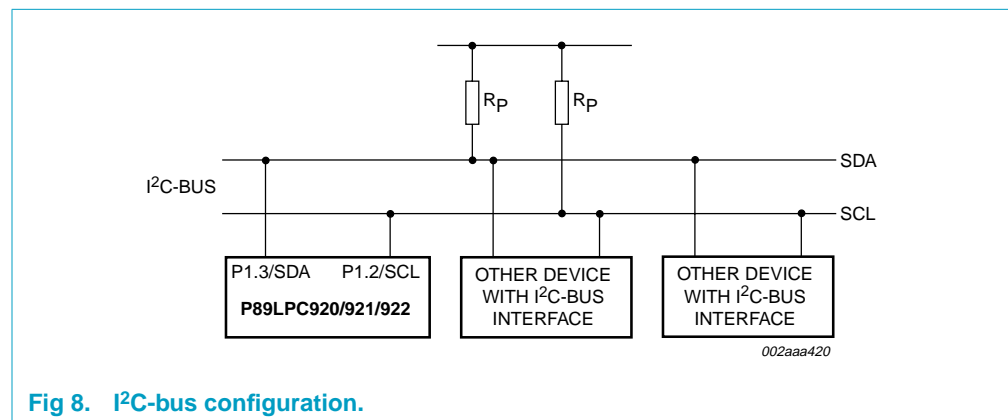 RP RP
SDA
I²C-BUS
SCL
P1.3/SDA P1.2/SCL
P89LPC920/921/922
OTHER DEVICE
WITH I²C-BUS
INTERFACE
OTHER DEVICE
WITH I²C-BUS
INTERFACE
002aaa420
Fig 8. I²C-bus configuration.